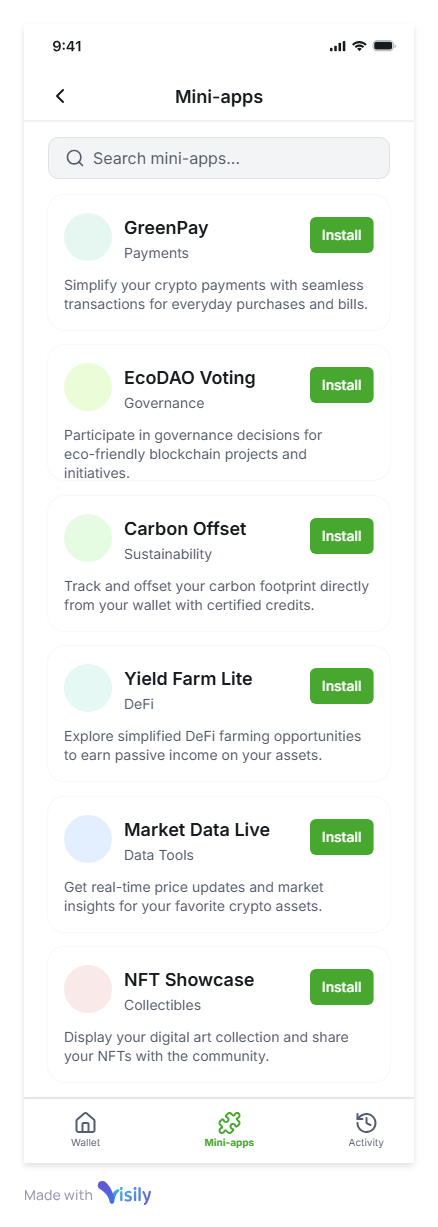 9:41
Mini-apps
Search mini-apps...
GreenPay
Payments
Install
Simplify your crypto payments with seamless
transactions for everyday purchases and bills.
EcoDAO Voting
Governance
Install
Participate in governance decisions for
eco-friendly blockchain projects and
initiatives.
Carbon Offset
Sustainability
Install
Track and offset your carbon footprint directly
from your wallet with certified credits.
Yield Farm Lite
DeFi
Install
Explore simplified DeFi farming opportunities
to earn passive income on your assets.
Market Data Live
Data Tools
Install
Get real-time price updates and market
insights for your favorite crypto assets.
NFT Showcase
Collectibles
Install
Display your digital art collection and share
your NFTs with the community.
Wallet
Mini-apps
Activity
Made with Visily